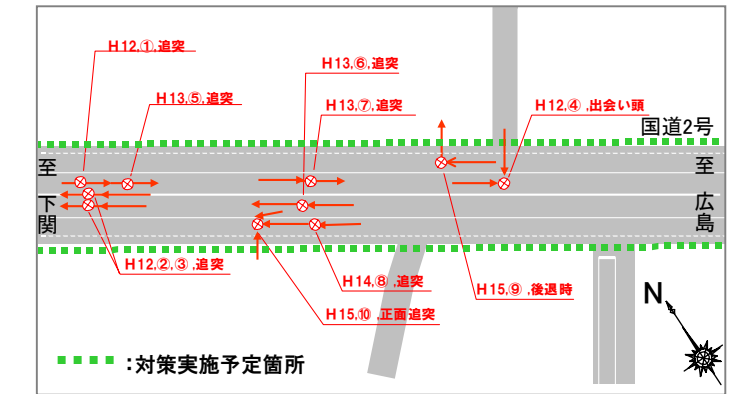 H12,①,追突
H13,⑥,追突
H13,⑤,追突
H13,⑦,追突
H12,④,出会い頭
国道2号
至
下
関
至
広
島
H12,②,③,追突
H14,⑧,追突
H15,⑨,後退時
H15,⑩,正面追突
N
:対策実施予定箇所